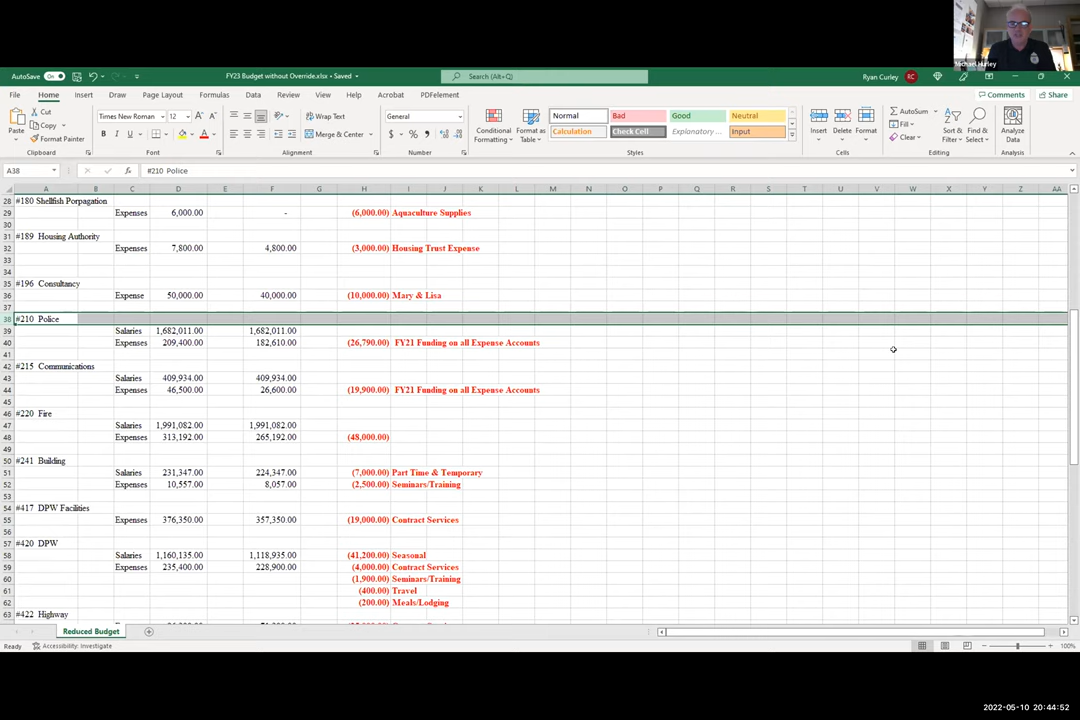 Michael Hurley
AutoSave On FY23 Budget without Override.xlsx • Saved Search (Alt+Q) Ryan Curley RC
File Home Insert Draw Page Layout Formulas Data Review View Help Acrobat PDFelement Comments Share
Paste Cut Copy Format Painter Clipboard
Times New Roman 12 B I U A Font
Wrap Text Merge & Center Alignment
General $ % Number
Conditional Formatting Format as Table
Normal Bad Good Neutral
Calculation Check Cell Explanatory ... Input
Styles
Insert Delete Format Cells
AutoSum Fill Clear Sort & Filter Find & Select Editing
Analyze Data Analysis
A38 fx #210 Police
A B C D E F G H I J K L M N O P Q R S T U V W X Y Z AA
28 #180 Shellfish Porpagation
29 Expenses 6,000.00 - (6,000.00) Aquaculture Supplies
30
31 #189 Housing Authority
32 Expenses 7,800.00 4,800.00 (3,000.00) Housing Trust Expense
33
34
35 #196 Consultancy
36 Expense 50,000.00 40,000.00 (10,000.00) Mary & Lisa
37
38 #210 Police
39 Salaries 1,682,011.00 1,682,011.00
40 Expenses 209,400.00 182,610.00 (26,790.00) FY21 Funding on all Expense Accounts
41
42 #215 Communications
43 Salaries 409,934.00 409,934.00
44 Expenses 46,500.00 26,600.00 (19,900.00) FY21 Funding on all Expense Accounts
45
46 #220 Fire
47 Salaries 1,991,082.00 1,991,082.00
48 Expenses 313,192.00 265,192.00 (48,000.00)
49
50 #241 Building
51 Salaries 231,347.00 224,347.00 (7,000.00) Part Time & Temporary
52 Expenses 10,557.00 8,057.00 (2,500.00) Seminars/Training
53
54 #417 DPW Facilities
55 Expenses 376,350.00 357,350.00 (19,000.00) Contract Services
56
57 #420 DPW
58 Salaries 1,160,135.00 1,118,935.00 (41,200.00) Seasonal
59 Expenses 235,400.00 228,900.00 (4,000.00) Contract Services
60 (1,900.00) Seminars/Training
61 (400.00) Travel
62 (200.00) Meals/Lodging
63 #422 Highway
Reduced Budget
Ready Accessibility: Investigate 100%
2022-05-10 20:44:52